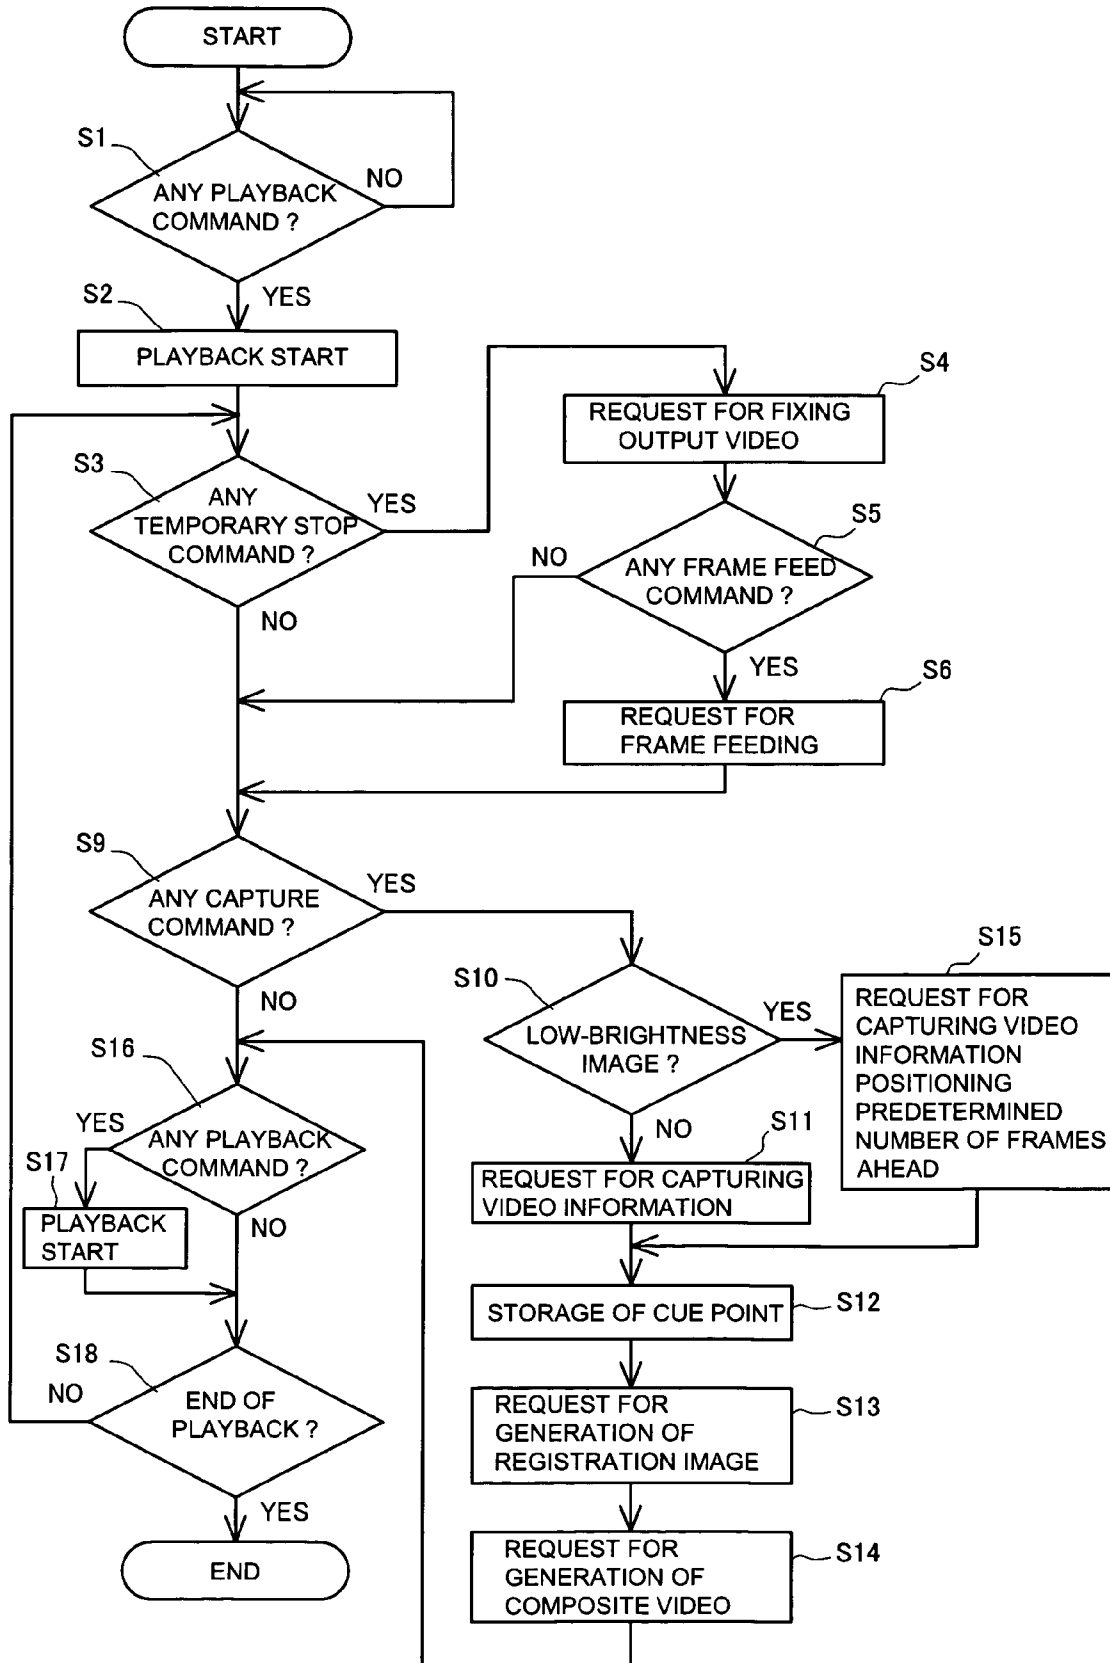 START
S1
NO
ANY PLAYBACK
COMMAND ?
YES
S2
PLAYBACK START
S4
REQUEST FOR FIXING
OUTPUT VIDEO
S3
YES
ANY
TEMPORARY STOP
COMMAND ?
NO
S5
NO
ANY FRAME FEED
COMMAND ?
YES
S6
REQUEST FOR
FRAME FEEDING
S9
YES
ANY CAPTURE
COMMAND ?
NO
S10
YES
LOW-BRIGHTNESS
IMAGE ?
NO
S15
REQUEST FOR
CAPTURING VIDEO
INFORMATION
POSITIONING
PREDETERMINED
NUMBER OF FRAMES
AHEAD
S16
YES
ANY PLAYBACK
COMMAND ?
NO
S17
PLAYBACK
START
S11
REQUEST FOR CAPTURING
VIDEO INFORMATION
S12
STORAGE OF CUE POINT
S18
NO
END OF
PLAYBACK ?
YES
S13
REQUEST FOR
GENERATION OF
REGISTRATION IMAGE
S14
REQUEST FOR
GENERATION OF
COMPOSITE VIDEO
END